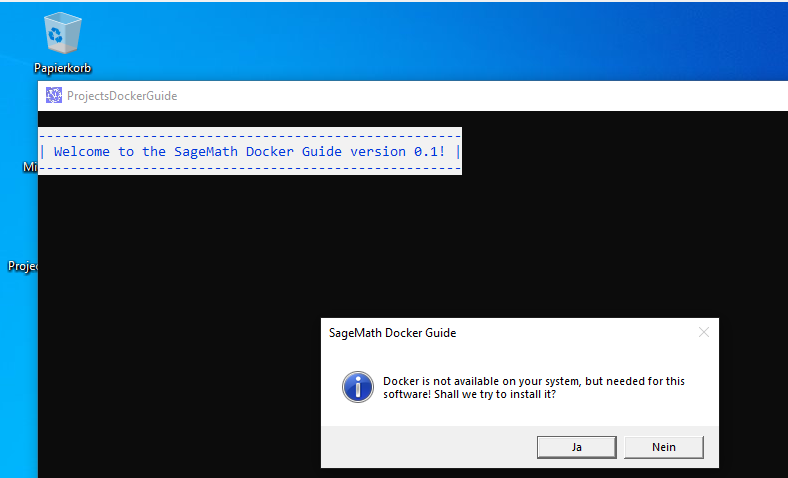 Papierkorb
ProjectsDockerGuide
-----------------------------------------------------
| Welcome to the SageMath Docker Guide version 0.1! |
-----------------------------------------------------
Mi
Projec
SageMath Docker Guide
Docker is not available on your system, but needed for this
software! Shall we try to install it?
Ja
Nein